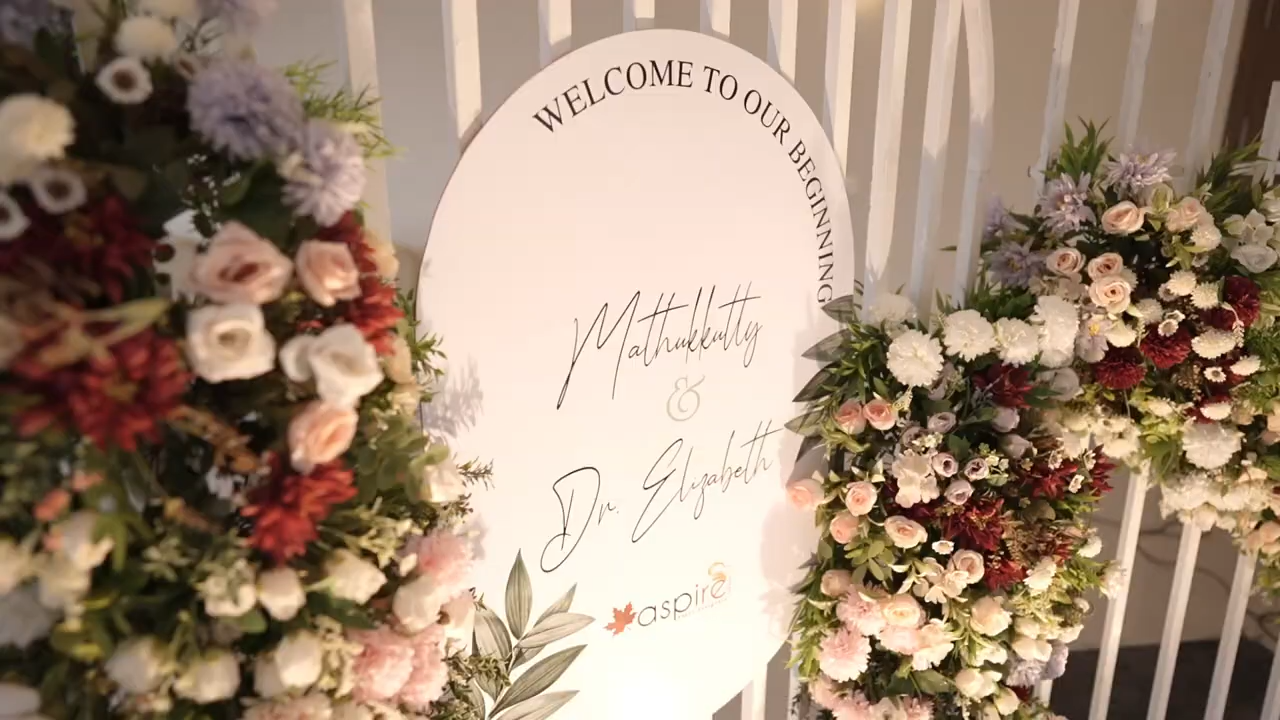 WELCOME TO OUR BEGINNING
Mathukkutty
&
Dr. Elizabeth
aspire